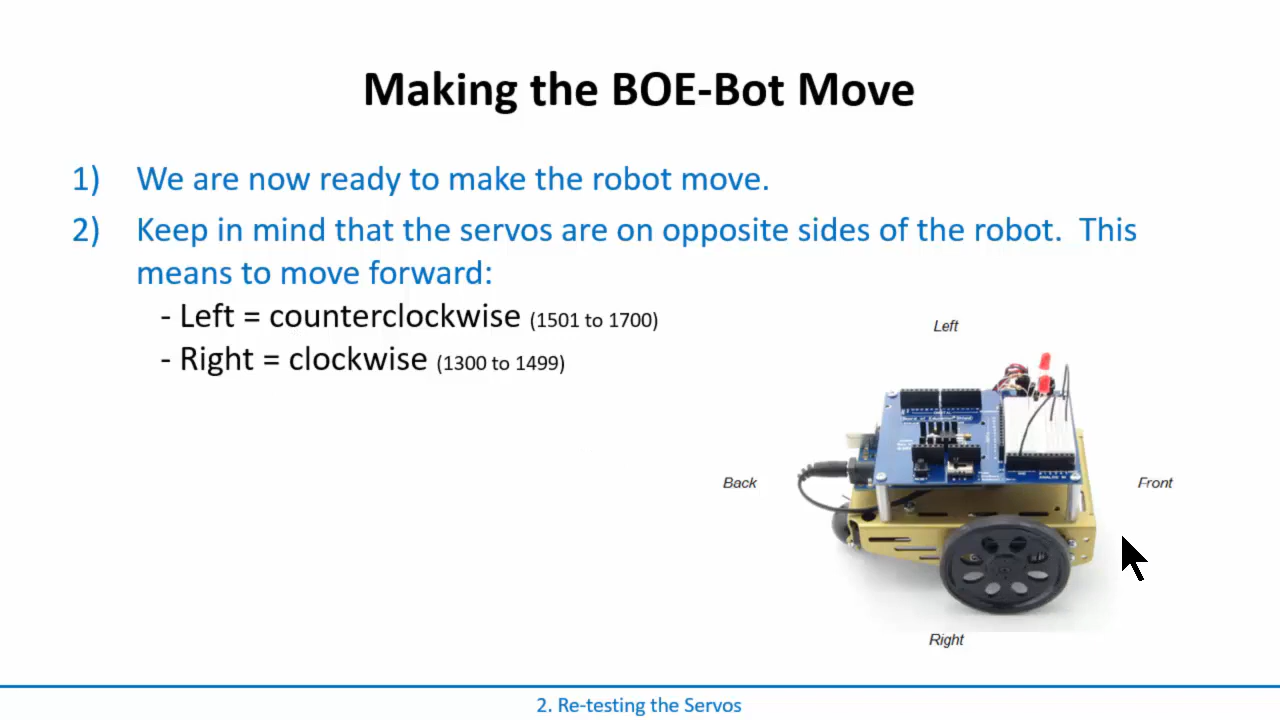 Making the BOE-Bot Move
1) We are now ready to make the robot move.
2) Keep in mind that the servos are on opposite sides of the robot. This
means to move forward:
- Left = counterclockwise (1501 to 1700)
- Right = clockwise (1300 to 1499)
Left
Back
Front
Right
2. Re-testing the Servos